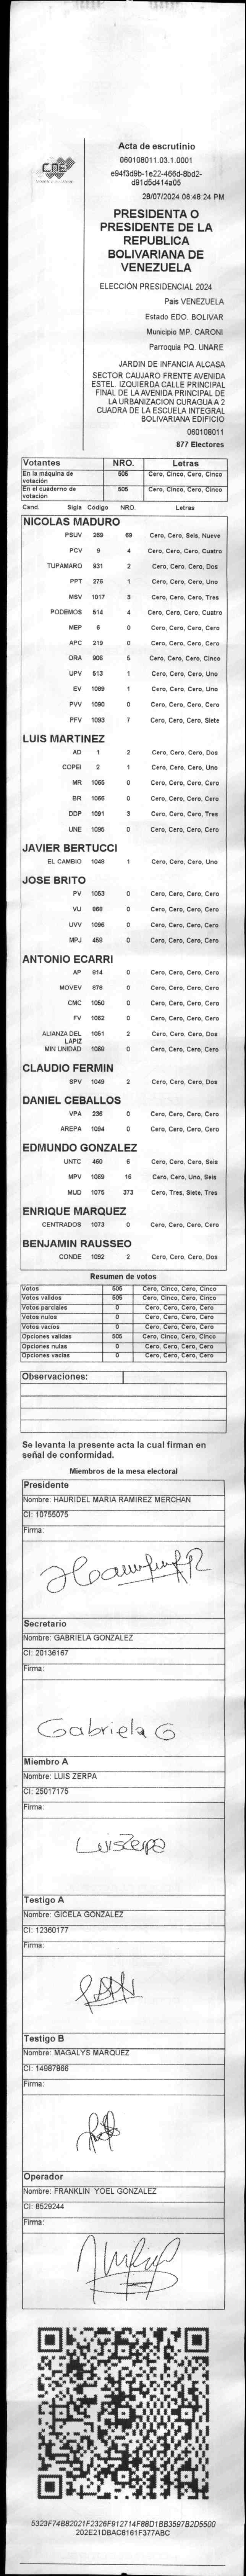 CNE
Acta de escrutinio
060108011.03.1.0001
e94f3d9b-1e22-466d-8bd2-
d91d5d414a05
28/07/2024 06:48:24 PM
PRESIDENTA O
PRESIDENTE DE LA
REPUBLICA
BOLIVARIANA DE
VENEZUELA
ELECCIÓN PRESIDENCIAL 2024
Pais VENEZUELA
Estado EDO. BOLIVAR
Municipio MP. CARONI
Parroquia PQ. UNARE
JARDIN DE INFANCIA ALCASA
SECTOR CAUJARO FRENTE AVENIDA
ESTEL IZQUIERDA CALLE PRINCIPAL
FINAL DE LA AVENIDA PRINCIPAL DE
LA URBANIZACION CURAGUA A 2
CUADRA DE LA ESCUELA INTEGRAL
BOLIVARIANA EDIFICIO
060108011
877 Electores
Votantes NRO. Letras
En la máquina de votación 505 Cero, Cinco, Cero, Cinco
En el cuaderno de votación 505 Cero, Cinco, Cero, Cinco
Cand. Sigla Código NRO. Letras
NICOLAS MADURO
PSUV 269 69 Cero, Cero, Seis, Nueve
PCV 9 4 Cero, Cero, Cero, Cuatro
TUPAMARO 931 2 Cero, Cero, Cero, Dos
PPT 276 1 Cero, Cero, Cero, Uno
MSV 1017 3 Cero, Cero, Cero, Tres
PODEMOS 514 4 Cero, Cero, Cero, Cuatro
MEP 6 0 Cero, Cero, Cero, Cero
APC 219 0 Cero, Cero, Cero, Cero
ORA 906 5 Cero, Cero, Cero, Cinco
UPV 513 1 Cero, Cero, Cero, Uno
EV 1089 1 Cero, Cero, Cero, Uno
PVV 1090 0 Cero, Cero, Cero, Cero
PFV 1093 7 Cero, Cero, Cero, Siete
LUIS MARTINEZ
AD 1 2 Cero, Cero, Cero, Dos
COPEI 2 1 Cero, Cero, Cero, Uno
MR 1065 0 Cero, Cero, Cero, Cero
BR 1066 0 Cero, Cero, Cero, Cero
DDP 1091 3 Cero, Cero, Cero, Tres
UNE 1095 0 Cero, Cero, Cero, Cero
JAVIER BERTUCCI
EL CAMBIO 1048 1 Cero, Cero, Cero, Uno
JOSE BRITO
PV 1053 0 Cero, Cero, Cero, Cero
VU 868 0 Cero, Cero, Cero, Cero
UVV 1096 0 Cero, Cero, Cero, Cero
MPJ 459 0 Cero, Cero, Cero, Cero
ANTONIO ECARRI
AP 814 0 Cero, Cero, Cero, Cero
MOVEV 878 0 Cero, Cero, Cero, Cero
CMC 1050 0 Cero, Cero, Cero, Cero
FV 1062 0 Cero, Cero, Cero, Cero
ALIANZA DEL LAPIZ 1051 2 Cero, Cero, Cero, Dos
MIN UNIDAD 1069 0 Cero, Cero, Cero, Cero
CLAUDIO FERMIN
SPV 1049 2 Cero, Cero, Cero, Dos
DANIEL CEBALLOS
VPA 236 0 Cero, Cero, Cero, Cero
AREPA 1094 0 Cero, Cero, Cero, Cero
EDMUNDO GONZALEZ
UNTC 460 6 Cero, Cero, Cero, Seis
MPV 1069 16 Cero, Cero, Uno, Seis
MUD 1075 373 Cero, Tres, Siete, Tres
ENRIQUE MARQUEZ
CENTRADOS 1073 0 Cero, Cero, Cero, Cero
BENJAMIN RAUSSEO
CONDE 1092 2 Cero, Cero, Cero, Dos
Resumen de votos
Votos 505 Cero, Cinco, Cero, Cinco
Votos validos 505 Cero, Cinco, Cero, Cinco
Votos parciales 0 Cero, Cero, Cero, Cero
Votos nulos 0 Cero, Cero, Cero, Cero
Votos vacios 0 Cero, Cero, Cero, Cero
Opciones validas 505 Cero, Cinco, Cero, Cinco
Opciones nulas 0 Cero, Cero, Cero, Cero
Opciones vacias 0 Cero, Cero, Cero, Cero
Observaciones:
Se levanta la presente acta la cual firman en
señal de conformidad.
Miembros de la mesa electoral
Presidente
Nombre: HAURIDEL MARIA RAMIREZ MERCHAN
CI: 10755075
Firma:
Secretario
Nombre: GABRIELA GONZALEZ
CI: 20136167
Firma:
Gabriela G
Miembro A
Nombre: LUIS ZERPA
CI: 25017175
Firma:
Luis Zerpa
Testigo A
Nombre: GICELA GONZALEZ
CI: 12360177
Firma:
Testigo B
Nombre: MAGALYS MARQUEZ
CI: 14987866
Firma:
Operador
Nombre: FRANKLIN YOEL GONZALEZ
CI: 8529244
Firma:
5323F74B82021F2326F912714F88D1BB3597B2D5500
202E21DBAC8161F377ABC